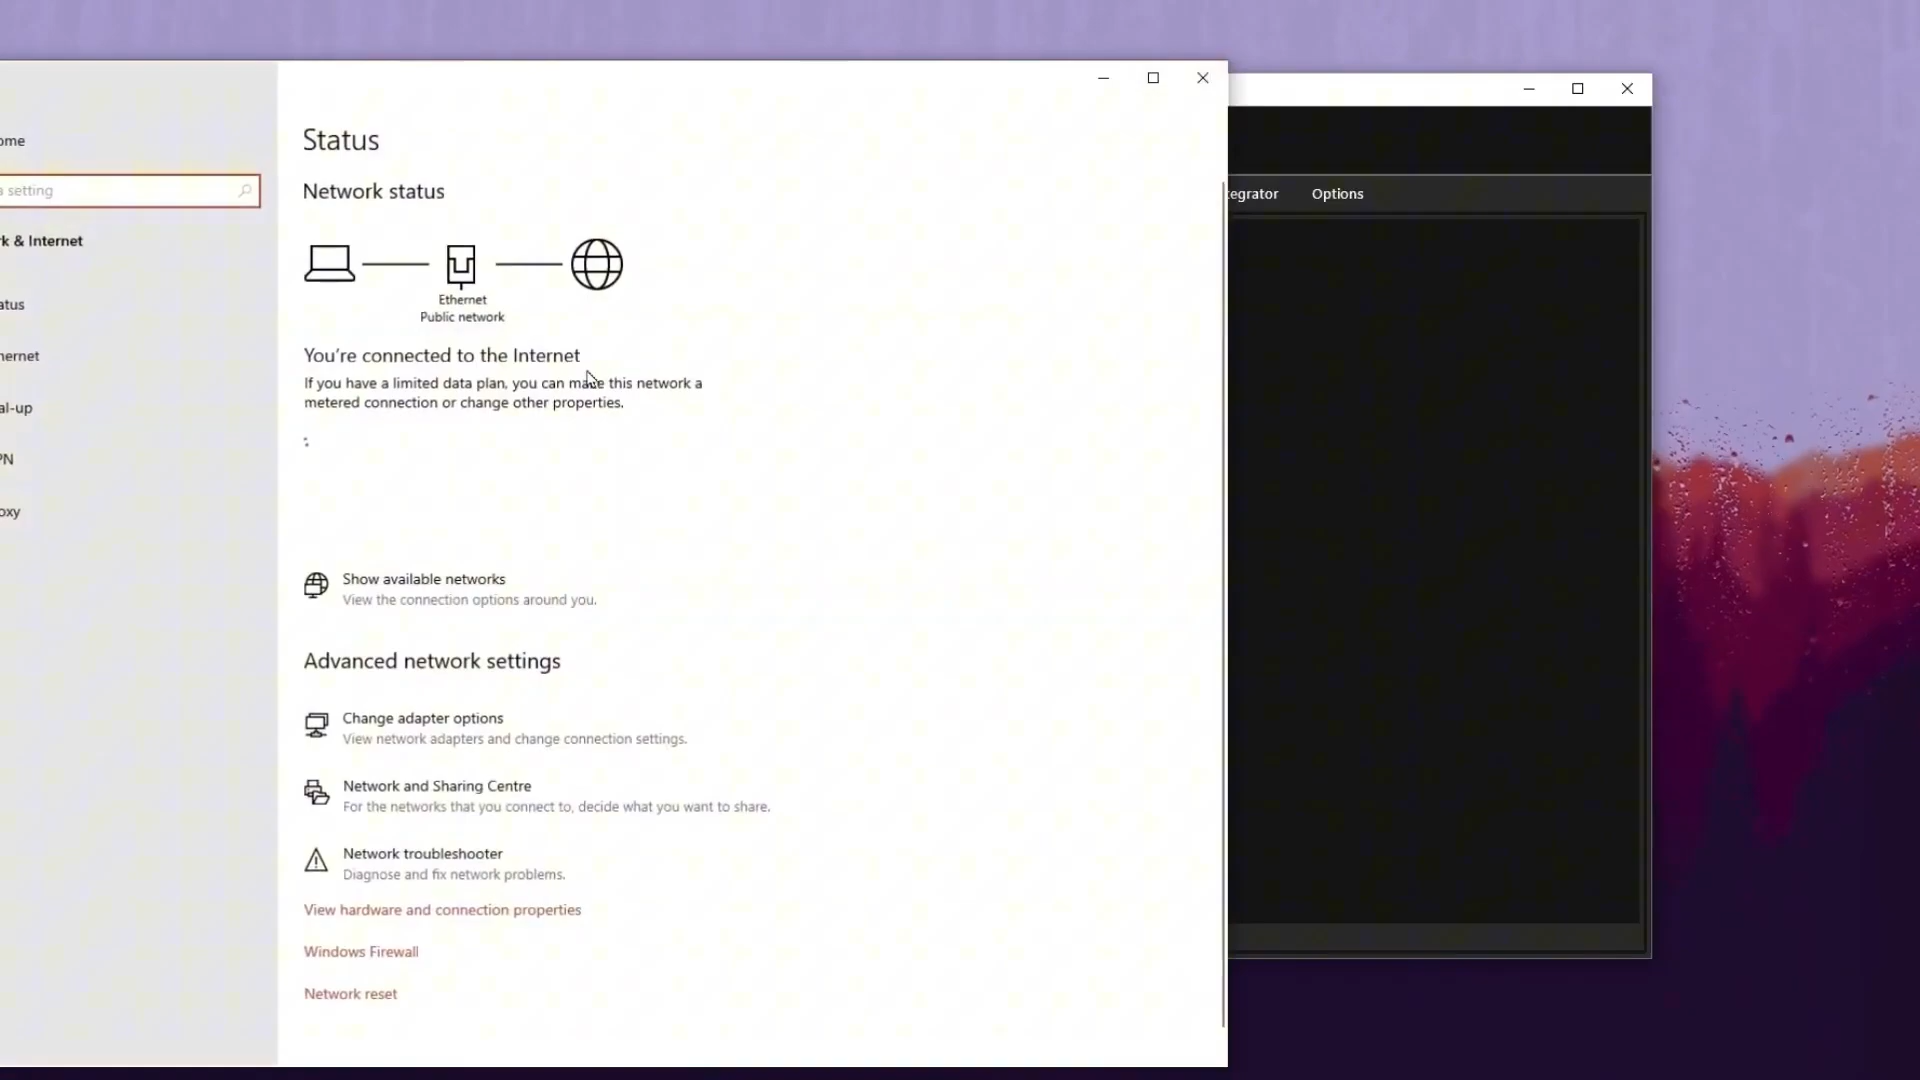 ome
a setting
k & Internet
atus
ernet
al-up
PN
oxy
Status
Network status
Ethernet
Public network
You're connected to the Internet
If you have a limited data plan, you can make this network a
metered connection or change other properties.
Show available networks
View the connection options around you.
Advanced network settings
Change adapter options
View network adapters and change connection settings.
Network and Sharing Centre
For the networks that you connect to, decide what you want to share.
Network troubleshooter
Diagnose and fix network problems.
View hardware and connection properties
Windows Firewall
Network reset
tegrator Options